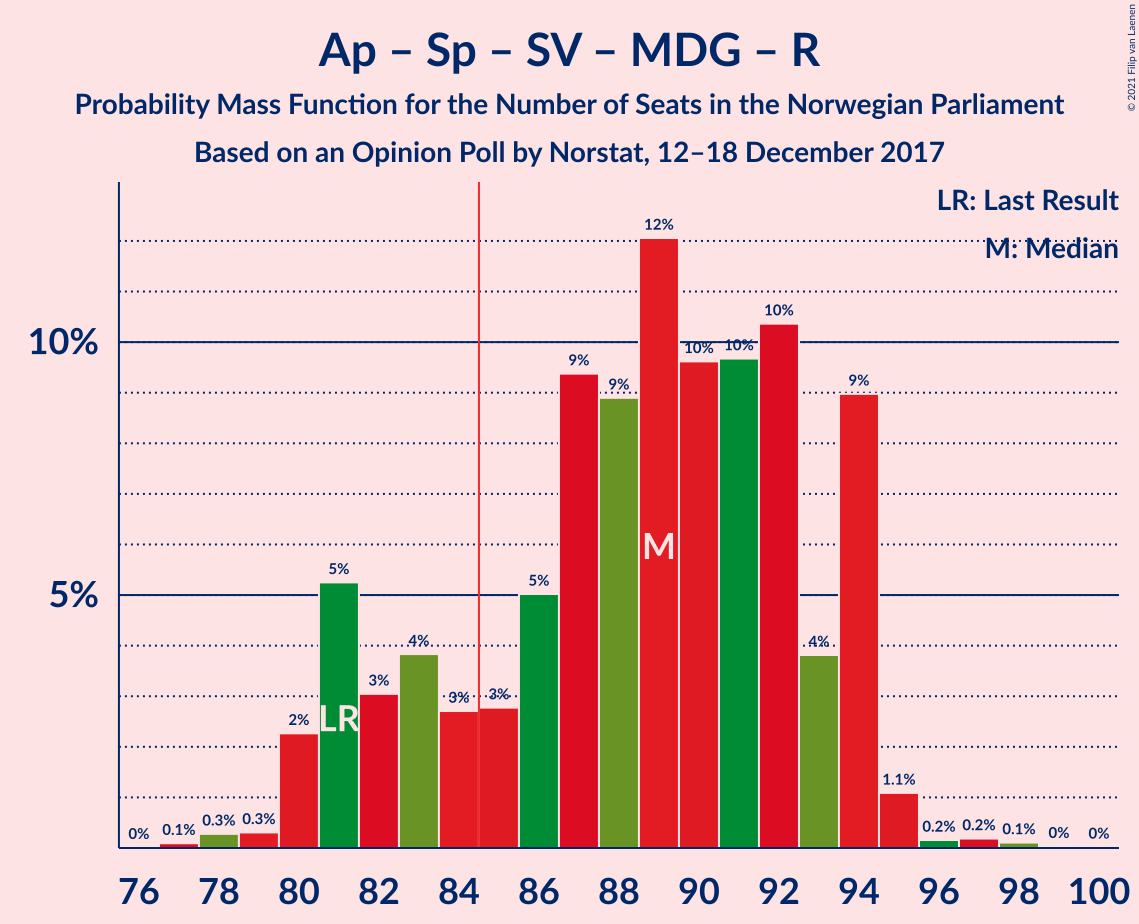 Ap – Sp – SV – MDG – R
Probability Mass Function for the Number of Seats in the Norwegian Parliament
Based on an Opinion Poll by Norstat, 12–18 December 2017
© 2021 Filip van Laenen
LR: Last Result
M: Median
10%
5%
0% 0.1% 0.3% 0.3% 2% 5% 3% 4% 3% 3% 5% 9% 9% 12% 10% 10% 10% 4% 9% 1.1% 0.2% 0.2% 0.1% 0% 0%
LR
M
76 78 80 82 84 86 88 90 92 94 96 98 100